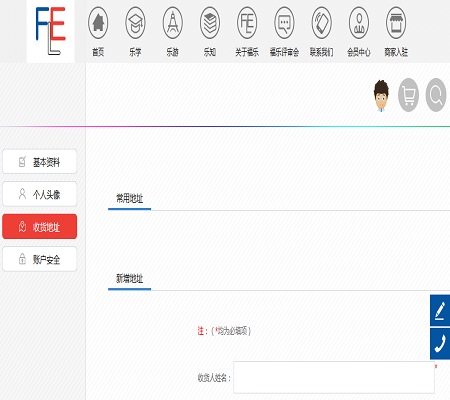 FLE
首页 乐学 乐游 乐知 关于福乐 福乐评审会 联系我们 会员中心 商家入驻
基本资料
个人头像
收货地址
账户安全
常用地址
新增地址
注：( *均为必填项 )
收货人姓名： *